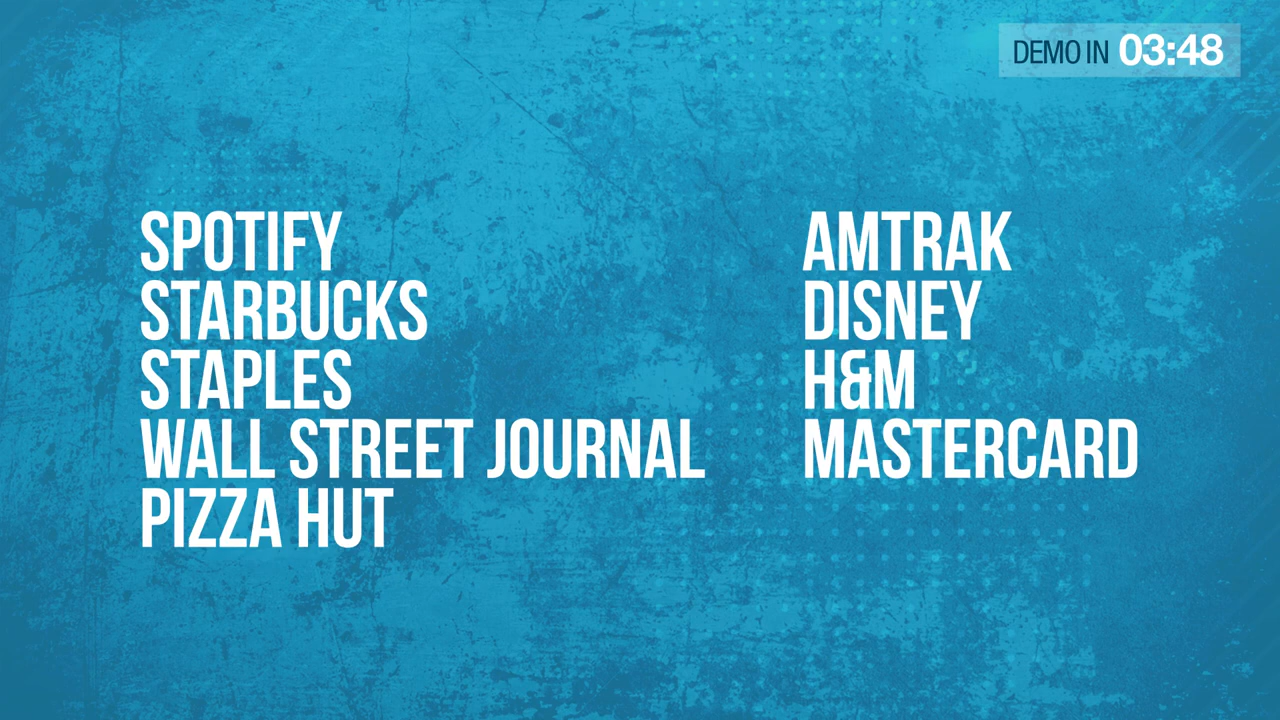 DEMO IN 03:48
SPOTIFY
STARBUCKS
STAPLES
WALL STREET JOURNAL
PIZZA HUT
AMTRAK
DISNEY
H&M
MASTERCARD